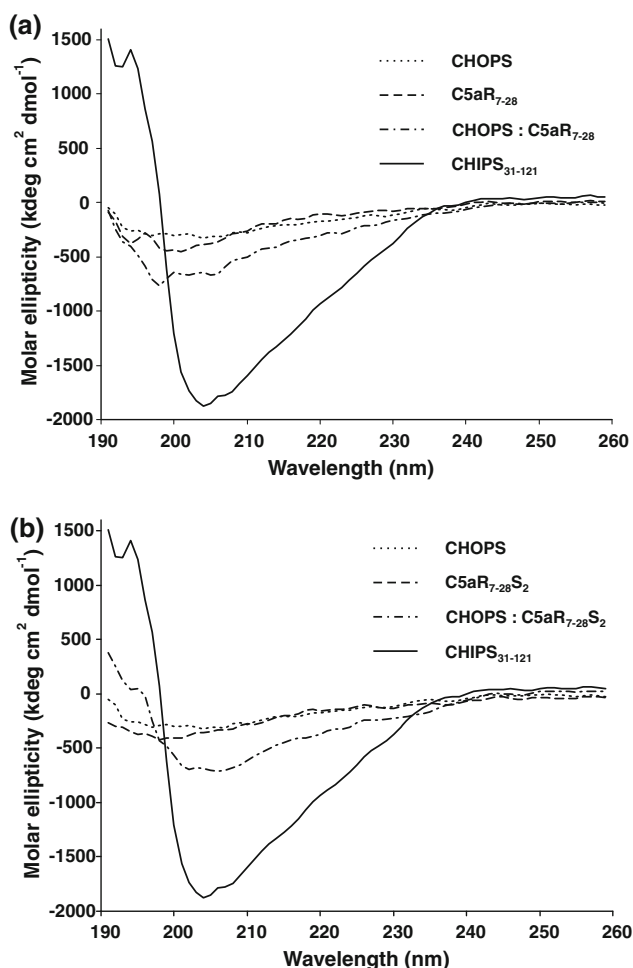 (a)
1500
1000
500
0
-500
-1000
-1500
-2000
Molar ellipticity (kdeg cm² dmol⁻¹)
CHOPS
C5aR₇₋₂₈
CHOPS : C5aR₇₋₂₈
CHIPS₃₁₋₁₂₁
190 200 210 220 230 240 250 260
Wavelength (nm)
(b)
1500
1000
500
0
-500
-1000
-1500
-2000
Molar ellipticity (kdeg cm² dmol⁻¹)
CHOPS
C5aR₇₋₂₈S₂
CHOPS : C5aR₇₋₂₈S₂
CHIPS₃₁₋₁₂₁
190 200 210 220 230 240 250 260
Wavelength (nm)